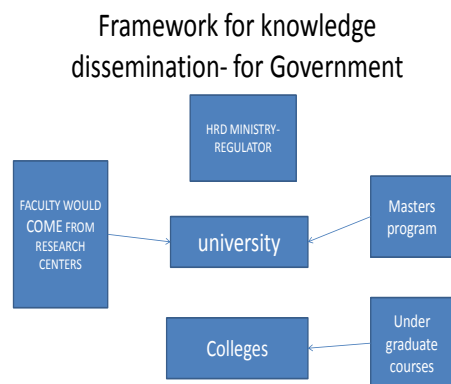 Framework for knowledge
dissemination- for Government
HRD MINISTRY-
REGULATOR
FACULTY WOULD
COME FROM
RESEARCH
CENTERS
university
Masters
program
Colleges
Under
graduate
courses